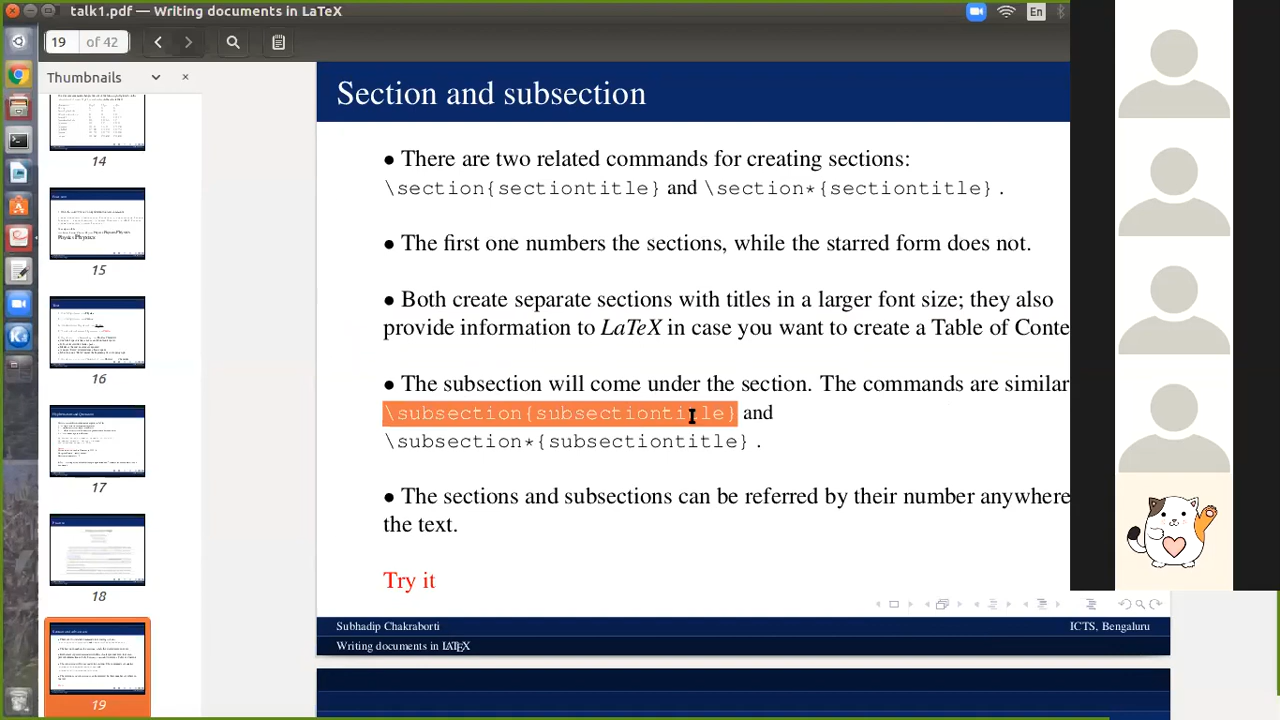 talk1.pdf — Writing documents in LaTeX
En
19 of 42
Thumbnails
14
15
16
17
18
19
Section and subsection
• There are two related commands for creating sections:
\section{sectiontitle} and \section*{sectiontitle}.
• The first one numbers the sections, while the starred form does not.
• Both create separate sections with titles in a larger font size; they also
provide information to LaTeX in case you want to create a Table of Conte
• The subsection will come under the section. The commands are similar
\subsection{subsectiontitle} and
\subsection*{subsectiontitle}.
• The sections and subsections can be referred by their number anywhere
the text.
Try it
Subhadip Chakraborti
ICTS, Bengaluru
Writing documents in LATEX